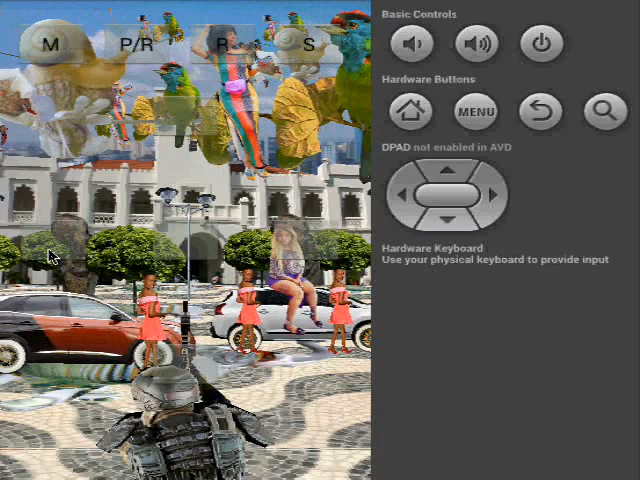 M P/R R S
Basic Controls
Hardware Buttons
MENU
DPAD not enabled in AVD
Hardware Keyboard
Use your physical keyboard to provide input